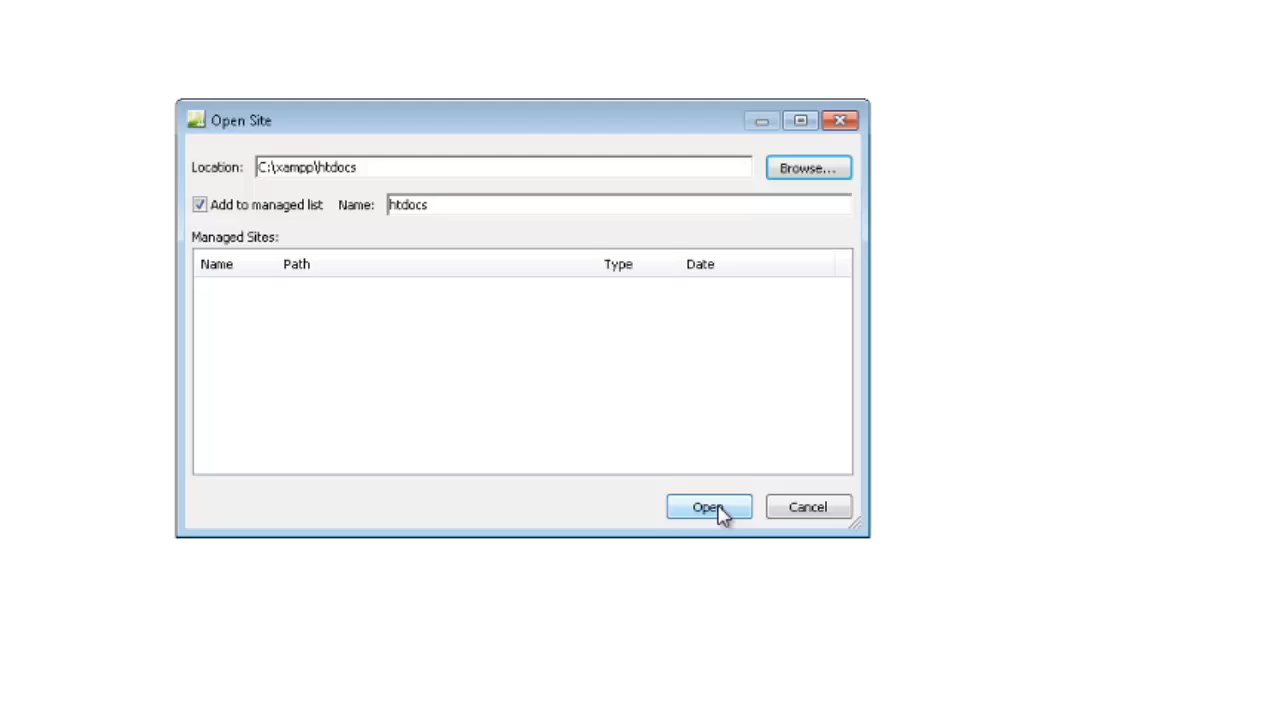 Open Site
Location: C:\xampp\htdocs Browse...
Add to managed list Name: htdocs
Managed Sites:
Name Path Type Date
Open Cancel